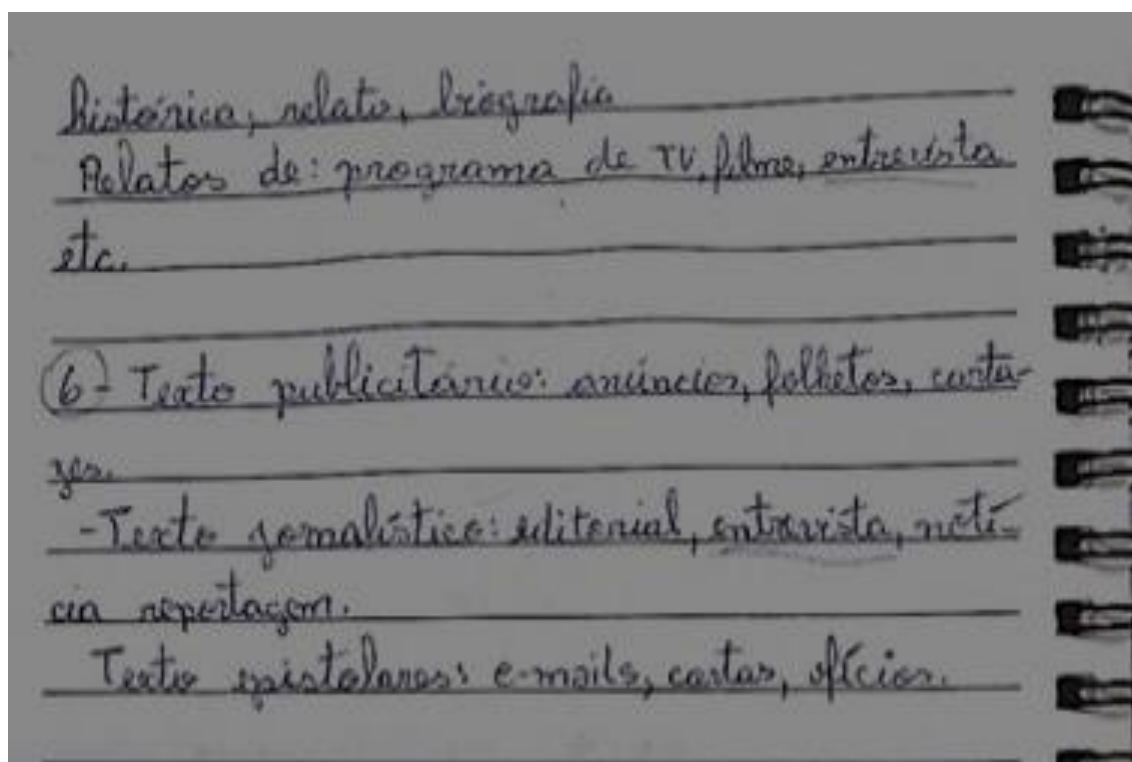 histórica, relato, biografia
Relatos de: programa de TV, filme, entrevista
etc.
6- Texto publicitário: anúncios, folhetos, carta-
zes.
-Texto jornalístico: editorial, entrevista, notí-
cia reportagem.
Texto epistolares: e-mails, cartas, ofícios.